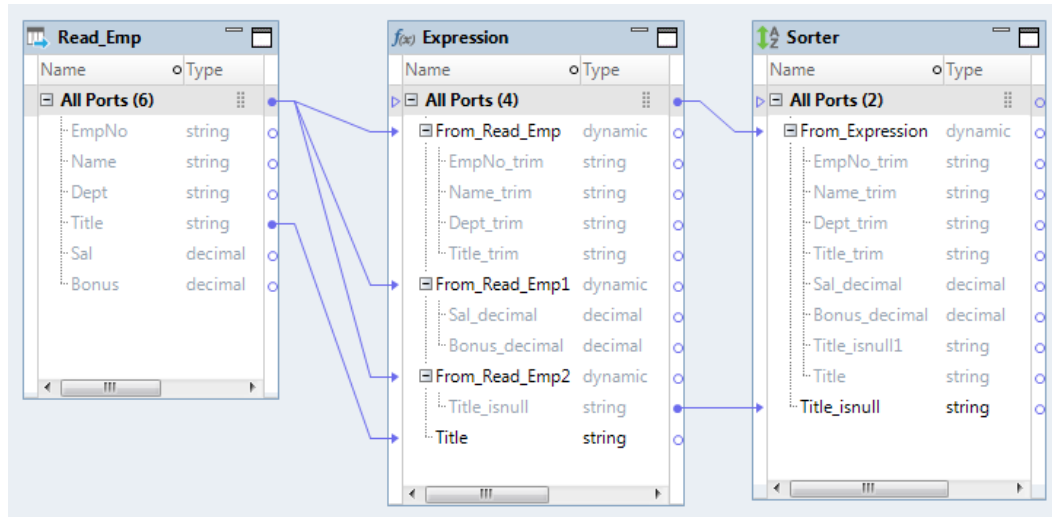 Read_Emp
Name Type
All Ports (6)
EmpNo string
Name string
Dept string
Title string
Sal decimal
Bonus decimal
f(x) Expression
Name Type
All Ports (4)
From_Read_Emp dynamic
EmpNo_trim string
Name_trim string
Dept_trim string
Title_trim string
From_Read_Emp1 dynamic
Sal_decimal decimal
Bonus_decimal decimal
From_Read_Emp2 dynamic
Title_isnull string
Title string
A Z Sorter
Name Type
All Ports (2)
From_Expression dynamic
EmpNo_trim string
Name_trim string
Dept_trim string
Title_trim string
Sal_decimal decimal
Bonus_decimal decimal
Title_isnull1 string
Title string
Title_isnull string